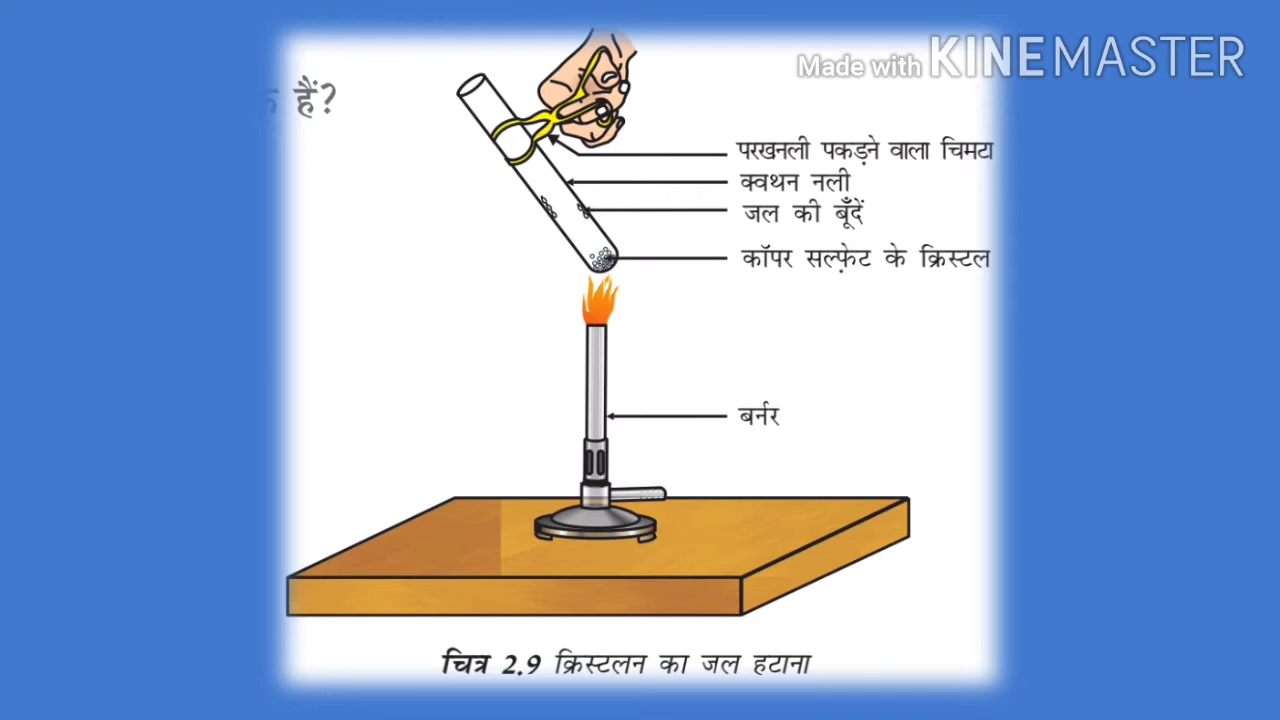 Made with KINEMASTER
हैं?
परखनली पकड़ने वाला चिमटा
क्वथन नली
जल की बूँदें
कॉपर सल्फ़ेट के क्रिस्टल
बर्नर
चित्र 2.9 क्रिस्टलन का जल हटाना